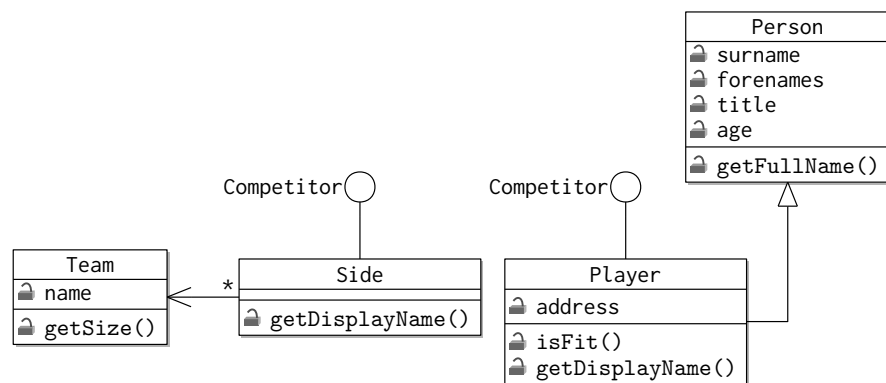 Person
surname
forenames
title
age
getFullName()
Competitor
Competitor
Team
name
getSize()
*
Side
getDisplayName()
Player
address
isFit()
getDisplayName()